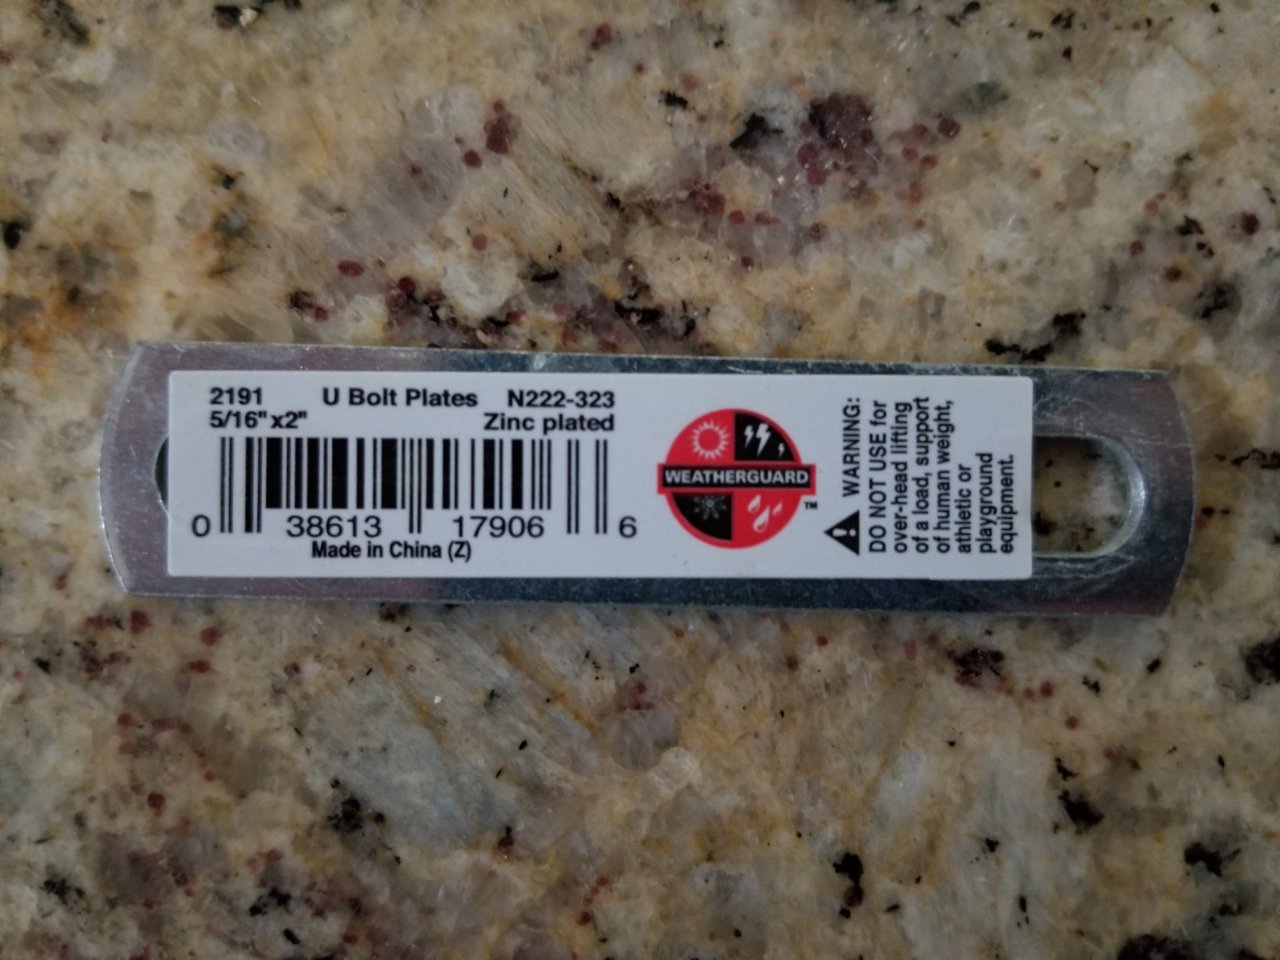 2191 U Bolt Plates N222-323
5/16" x2" Zinc plated
0 38613 17906 6
Made in China (Z)
WEATHERGUARD
TM
WARNING:
DO NOT USE for
over-head lifting
of a load, support
of human weight,
athletic or
playground
equipment.